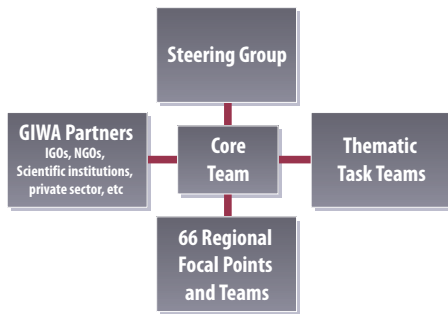 Steering Group
GIWA Partners
IGOs, NGOs,
Scientific institutions,
private sector, etc
Core
Team
Thematic
Task Teams
66 Regional
Focal Points
and Teams